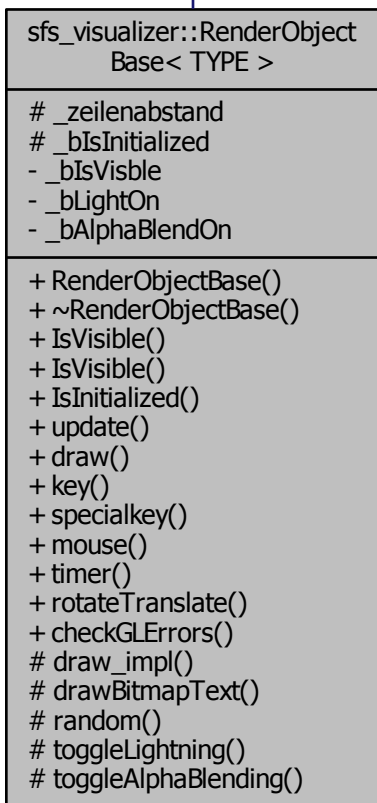 sfs_visualizer::RenderObject
Base< TYPE >
# _zeilenabstand
# _bIsInitialized
- _bIsVisble
- _bLightOn
- _bAlphaBlendOn
+ RenderObjectBase()
+ ~RenderObjectBase()
+ IsVisible()
+ IsVisible()
+ IsInitialized()
+ update()
+ draw()
+ key()
+ specialkey()
+ mouse()
+ timer()
+ rotateTranslate()
+ checkGLErrors()
# draw_impl()
# drawBitmapText()
# random()
# toggleLightning()
# toggleAlphaBlending()